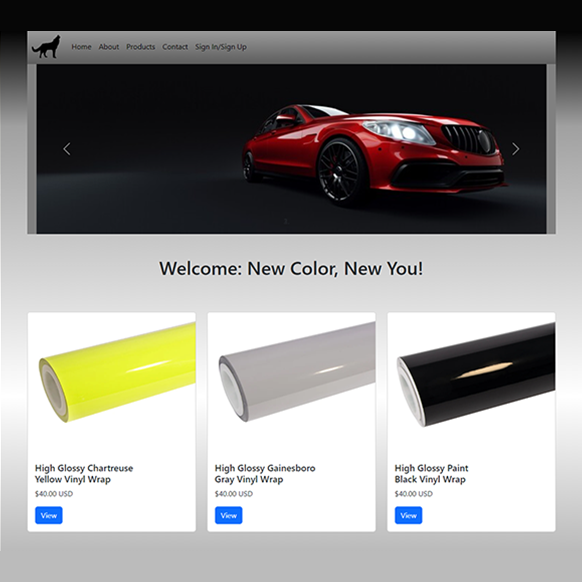 Home About Products Contact Sign In/Sign Up
Welcome: New Color, New You!
High Glossy Chartreuse
Yellow Vinyl Wrap
$40.00 USD
View
High Glossy Gainesboro
Gray Vinyl Wrap
$40.00 USD
View
High Glossy Paint
Black Vinyl Wrap
$40.00 USD
View